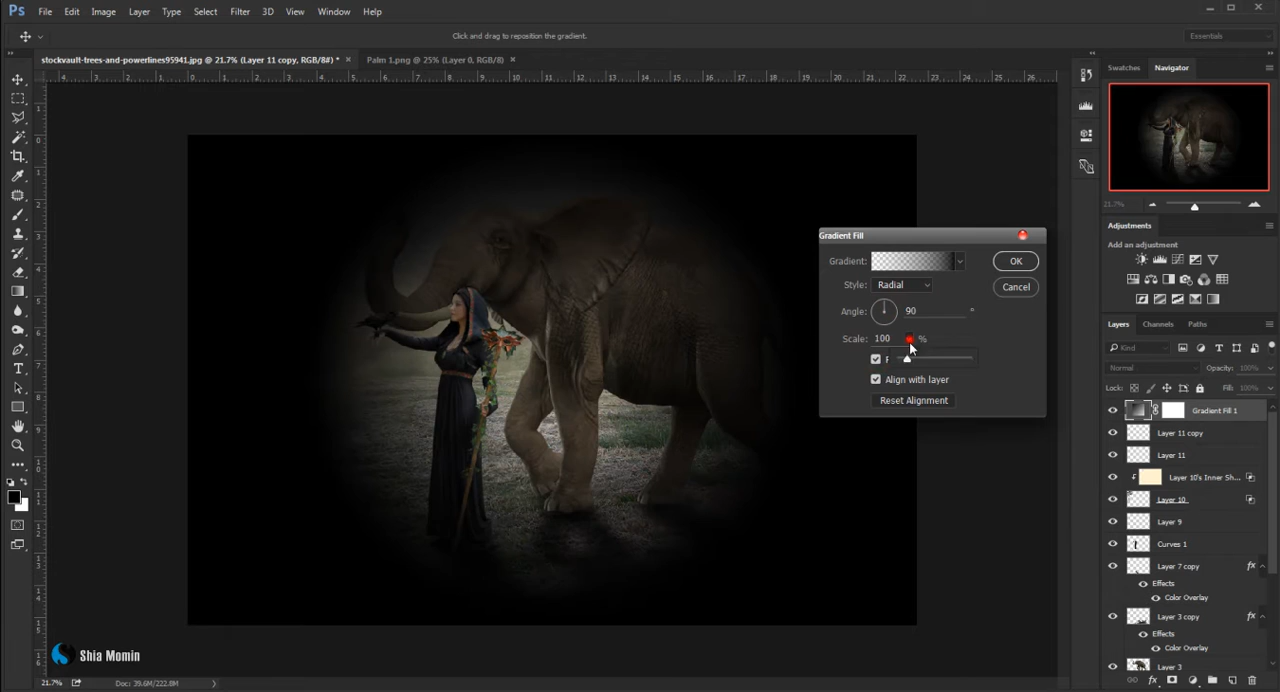 Ps File Edit Image Layer Type Select Filter 3D View Window Help
Click and drag to reposition the gradient.
Essentials
stockvault-trees-and-powerlines95941.jpg @ 21.7% (Layer 11 copy, RGB/8#) * ×
Palm 1.png @ 25% (Layer 0, RGB/8) ×
Swatches Navigator
21.7%
Adjustments
Add an adjustment
Layers Channels Paths
Kind
Normal Opacity: 100%
Lock: Fill: 100%
Gradient Fill 1
Layer 11 copy
Layer 11
Layer 10's Inner Sh...
Layer 10
Layer 9
Curves 1
Layer 7 copy fx
Effects
Color Overlay
Layer 3 copy fx
Effects
Color Overlay
Layer 3
Gradient Fill
Gradient: OK
Style: Radial Cancel
Angle: 90 °
Scale: 100 %
Align with layer
Reset Alignment
Shia Momin
21.7% Doc: 39.6M/222.8M